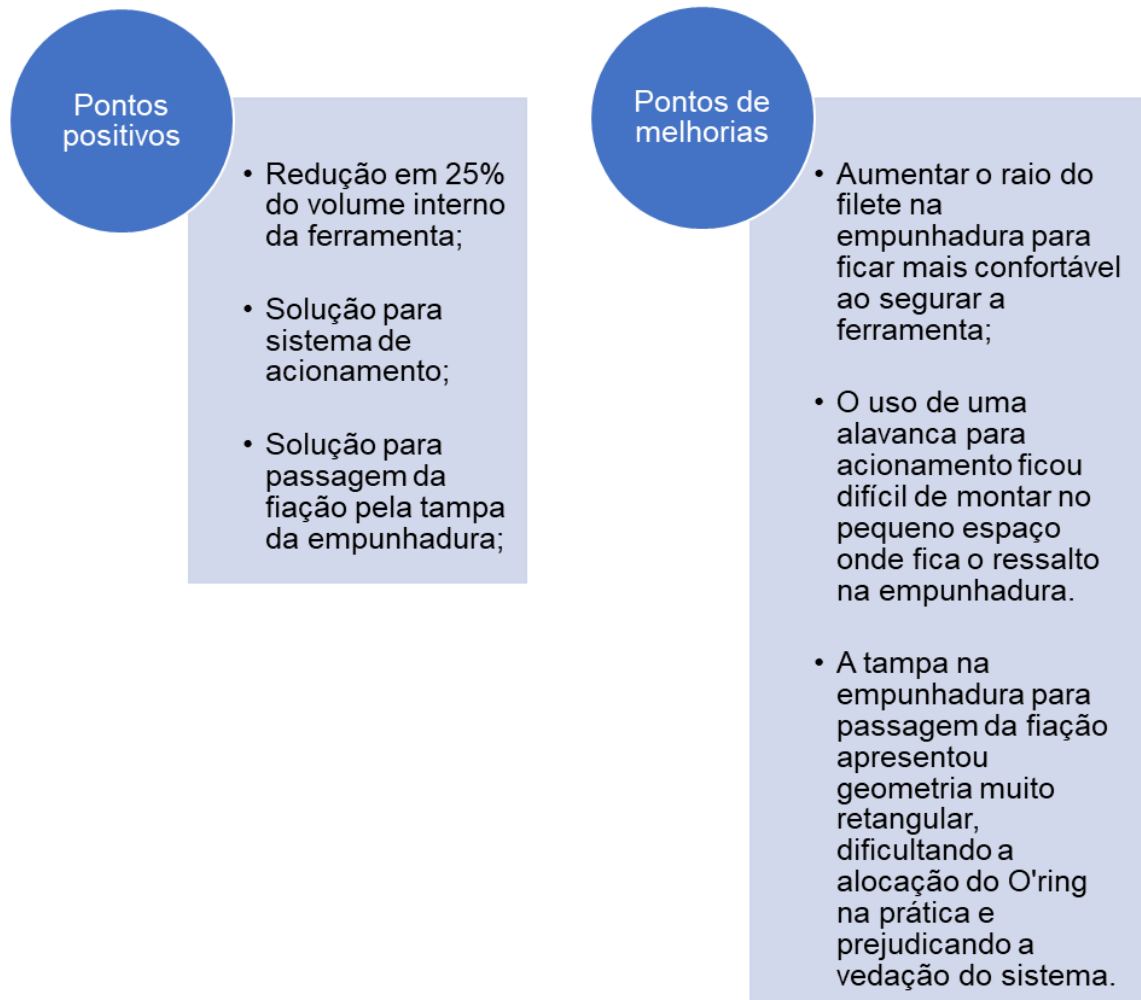 Pontos
positivos
• Redução em 25%
do volume interno
da ferramenta;
• Solução para
sistema de
acionamento;
• Solução para
passagem da
fiação pela tampa
da empunhadura;
Pontos de
melhorias
• Aumentar o raio do
filete na
empunhadura para
ficar mais confortável
ao segurar a
ferramenta;
• O uso de uma
alavanca para
acionamento ficou
difícil de montar no
pequeno espaço
onde fica o ressalto
na empunhadura.
• A tampa na
empunhadura para
passagem da fiação
apresentou
geometria muito
retangular,
dificultando a
alocação do O'ring
na prática e
prejudicando a
vedação do sistema.